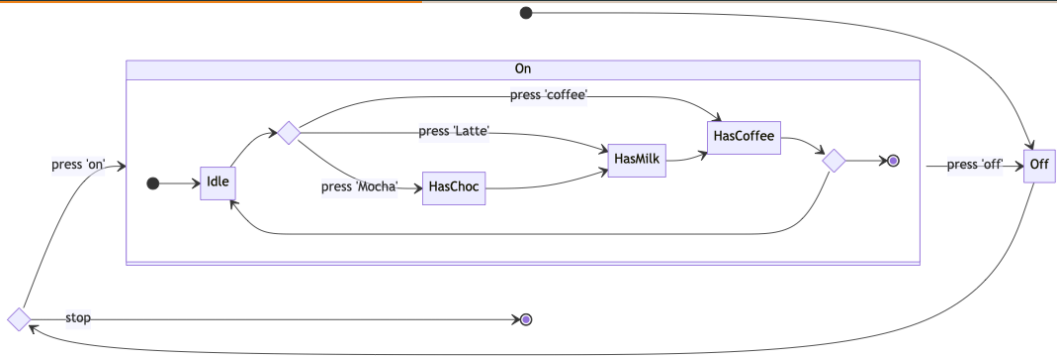 On
press 'coffee'
press 'Latte'
HasCoffee
HasMilk
press 'on'
press 'off'
Off
Idle
press 'Mocha'
HasChoc
stop